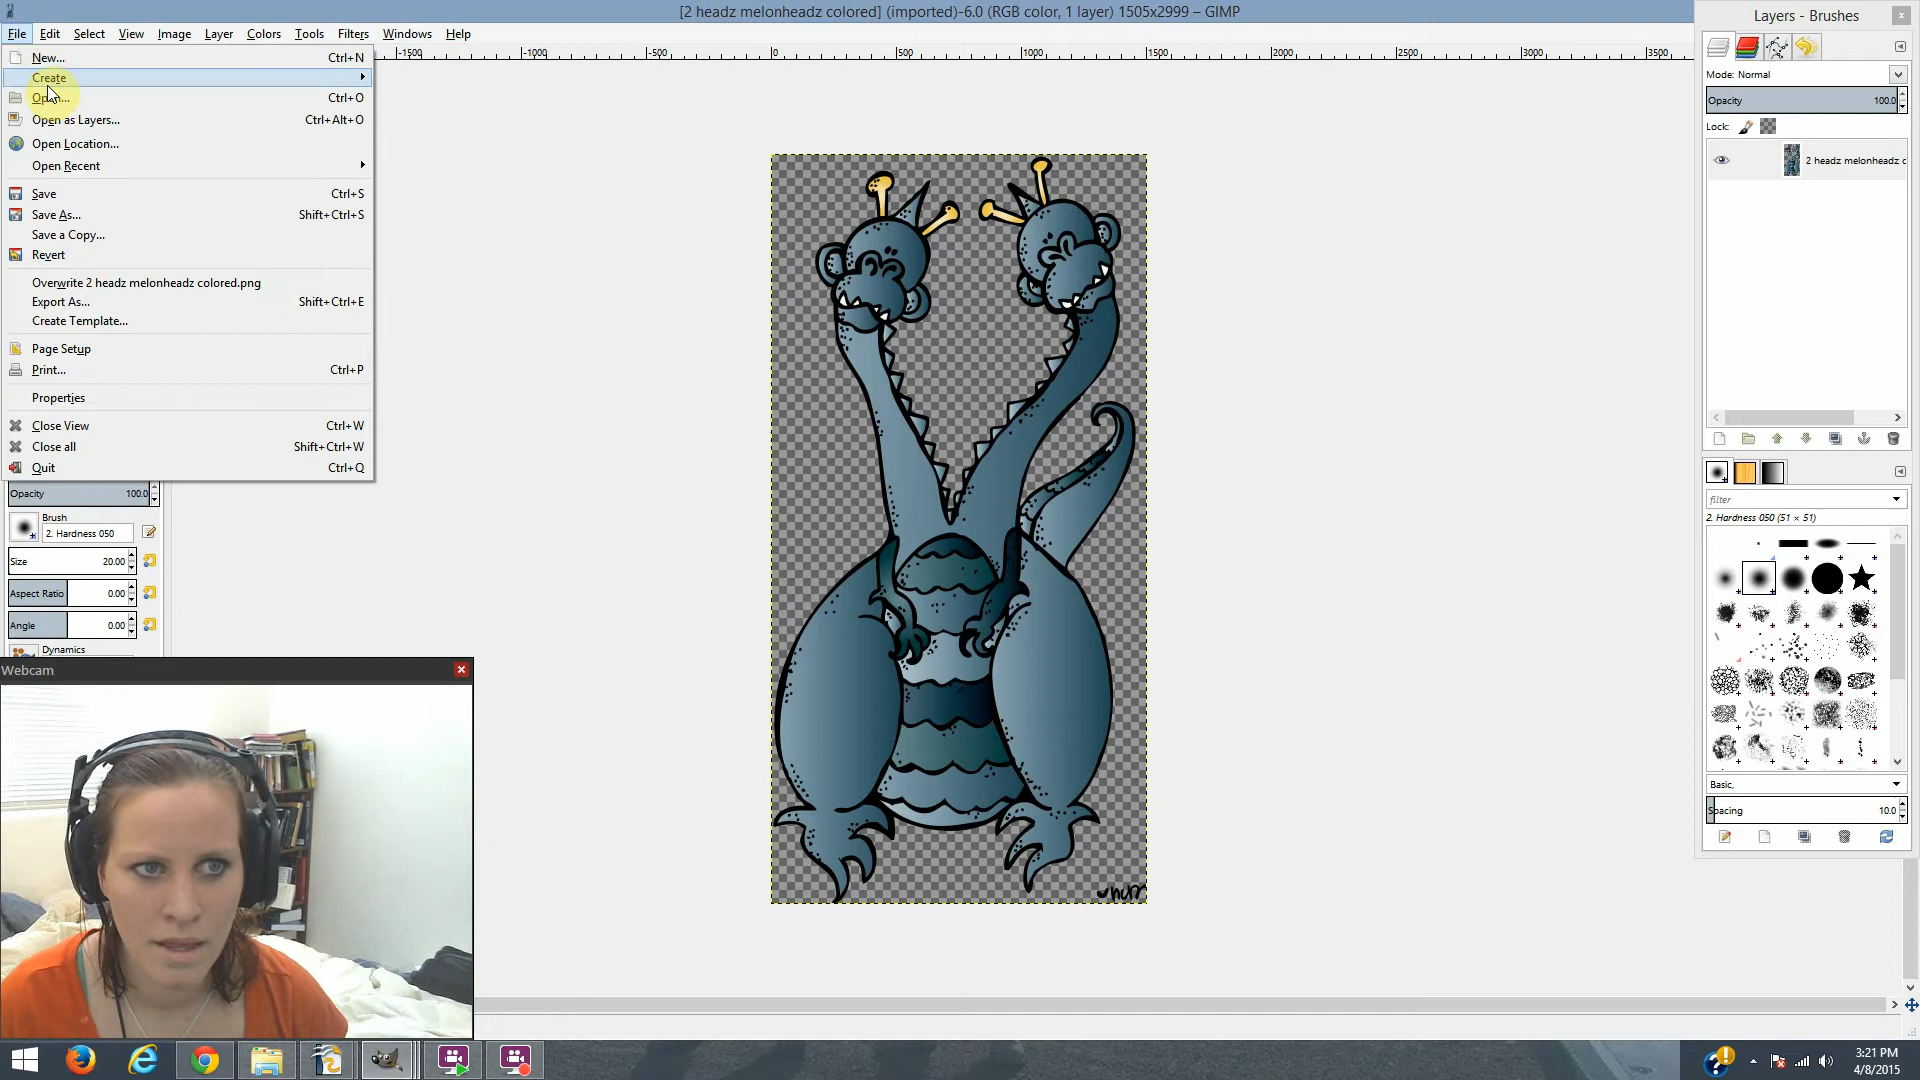 [2 headz melonheadz colored] (imported)-6.0 (RGB color, 1 layer) 1505x2999 – GIMP
File Edit Select View Image Layer Colors Tools Filters Windows Help
-1500 -1000 -500 0 500 1000 1500 2000 2500 3000 3500
New... Ctrl+N
Create
Open... Ctrl+O
Open as Layers... Ctrl+Alt+O
Open Location...
Open Recent
Save Ctrl+S
Save As... Shift+Ctrl+S
Save a Copy...
Revert
Overwrite 2 headz melonheadz colored.png
Export As... Shift+Ctrl+E
Create Template...
Page Setup
Print... Ctrl+P
Properties
Close View Ctrl+W
Close all Shift+Ctrl+W
Quit Ctrl+Q
Opacity 100.0
Brush
2. Hardness 050
Size 20.00
Aspect Ratio 0.00
Angle 0.00
Dynamics
Webcam
Layers - Brushes
Mode: Normal
Opacity 100.0
Lock:
2 headz melonheadz c
filter
2. Hardness 050 (51 × 51)
Basic,
Spacing 10.0
3:21 PM
4/8/2015